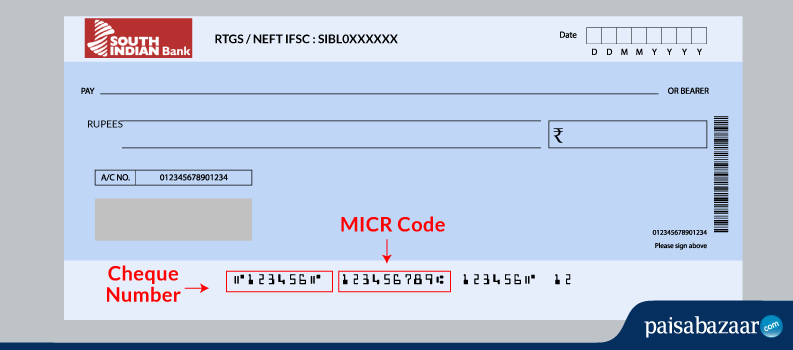 SOUTH
INDIAN Bank
RTGS / NEFT IFSC : SIBL0XXXXXX
Date
D D M M Y Y Y Y
PAY
OR BEARER
RUPEES
₹
A/C NO. 012345678901234
MICR Code
012345678901234
Please sign above
Cheque
Number
⑈123456⑈ 123456789⑆ 123456⑈ 12
paisabazaar.com